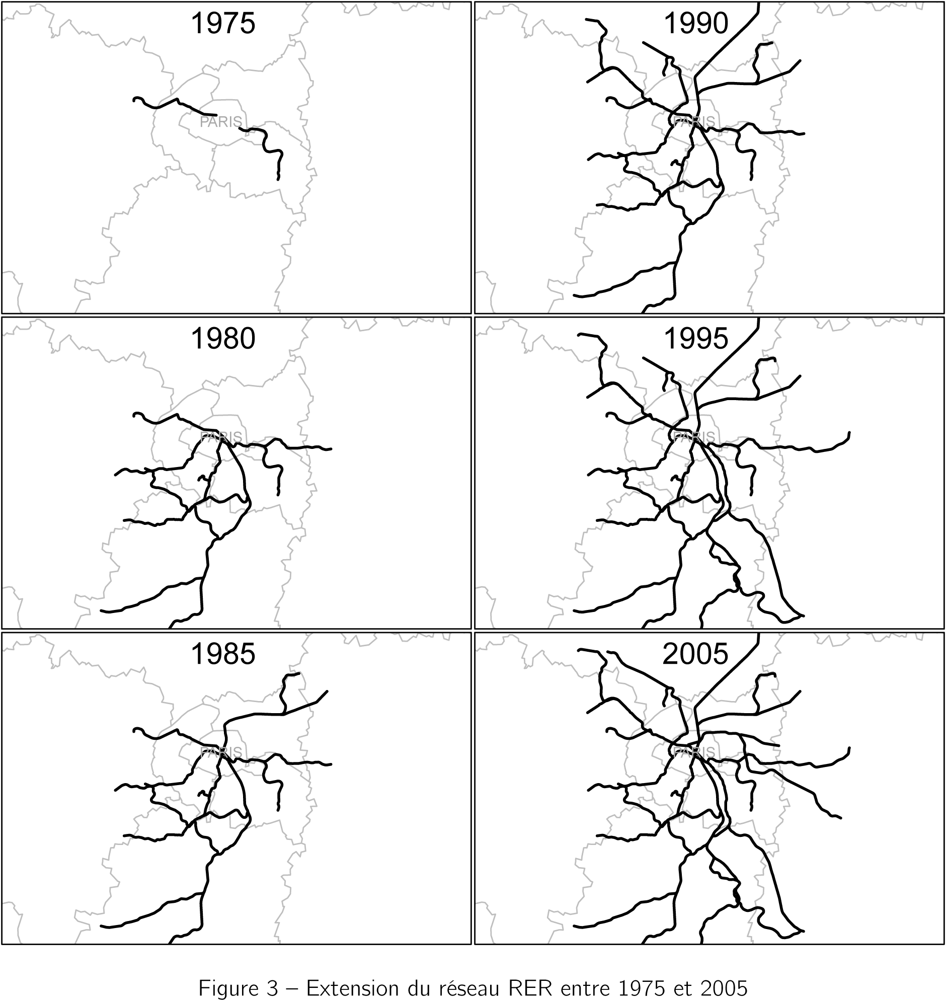 1975
PARIS
1990
PARIS
1980
PARIS
1995
PARIS
1985
PARIS
2005
PARIS
Figure 3 – Extension du réseau RER entre 1975 et 2005